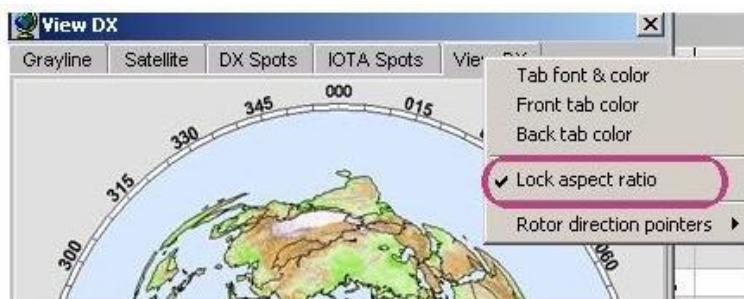 View DX
Grayline Satellite DX Spots IOTA Spots
Tab font & color
Front tab color
Back tab color
Lock aspect ratio
Rotor direction pointers
345 000 015
330
315
300 060